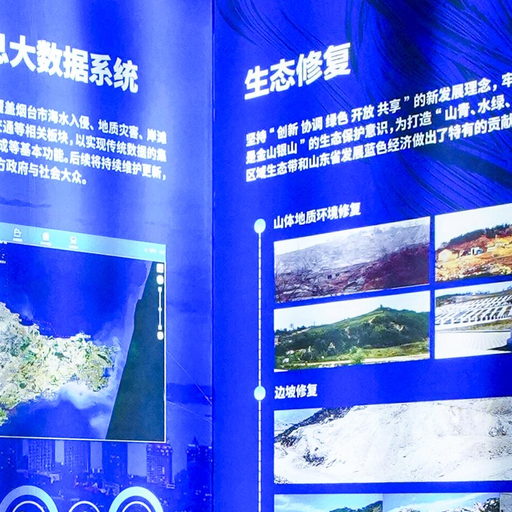 大数据系统
盖烟台市海水入侵、地质灾害、岸滩
通等相关板块，以实现传统数据的集
成等基本功能。后续将持续维护更新，
政府与社会大众。
生态修复
坚持“创新 协调 绿色 开放 共享”的新发展理念，牢
是金山银山”的生态保护意识，为打造“山青、水绿、
区域生态带和山东省发展蓝色经济做出了特有的贡献
山体地质环境修复
边坡修复